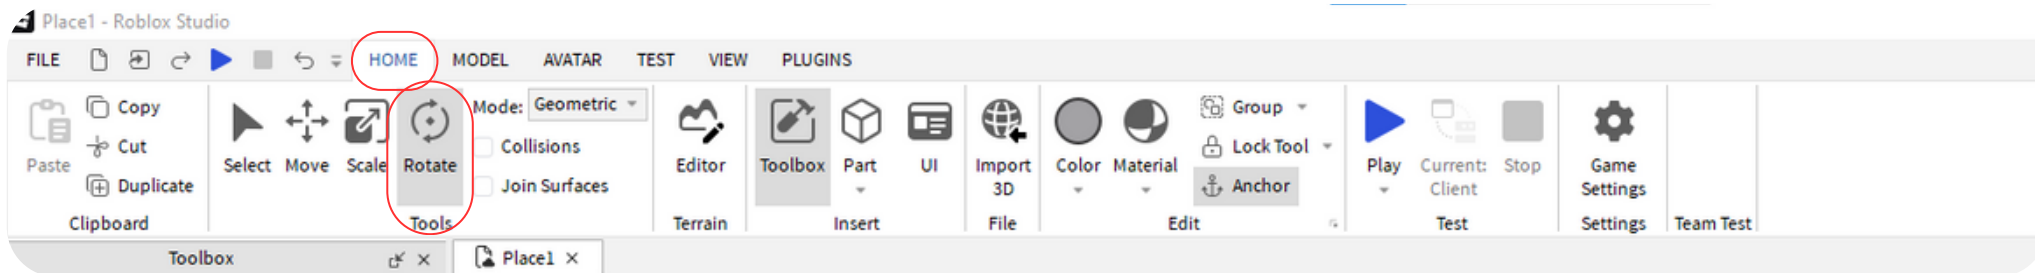 Place1 - Roblox Studio
FILE HOME MODEL AVATAR TEST VIEW PLUGINS
Paste
Copy
Cut
Duplicate
Clipboard
Select Move Scale Rotate
Mode: Geometric
Collisions
Join Surfaces
Tools
Editor
Terrain
Toolbox Part UI
Insert
Import
3D
File
Color Material
Group
Lock Tool
Anchor
Edit
Play
Current:
Client
Stop
Test
Game
Settings
Settings
Team Test
Toolbox
Place1